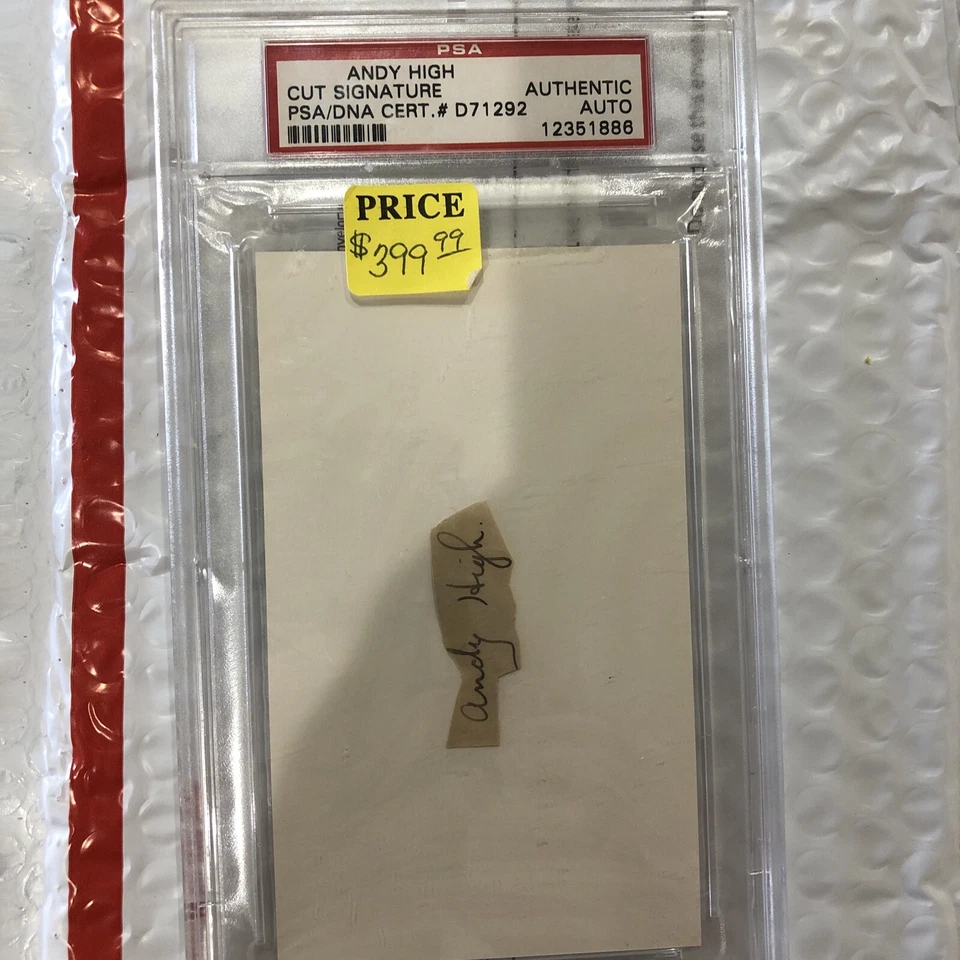 PSA
ANDY HIGH
CUT SIGNATURE AUTHENTIC
PSA/DNA CERT.# D71292 AUTO
12351886
PRICE
$399 99
Andy High.